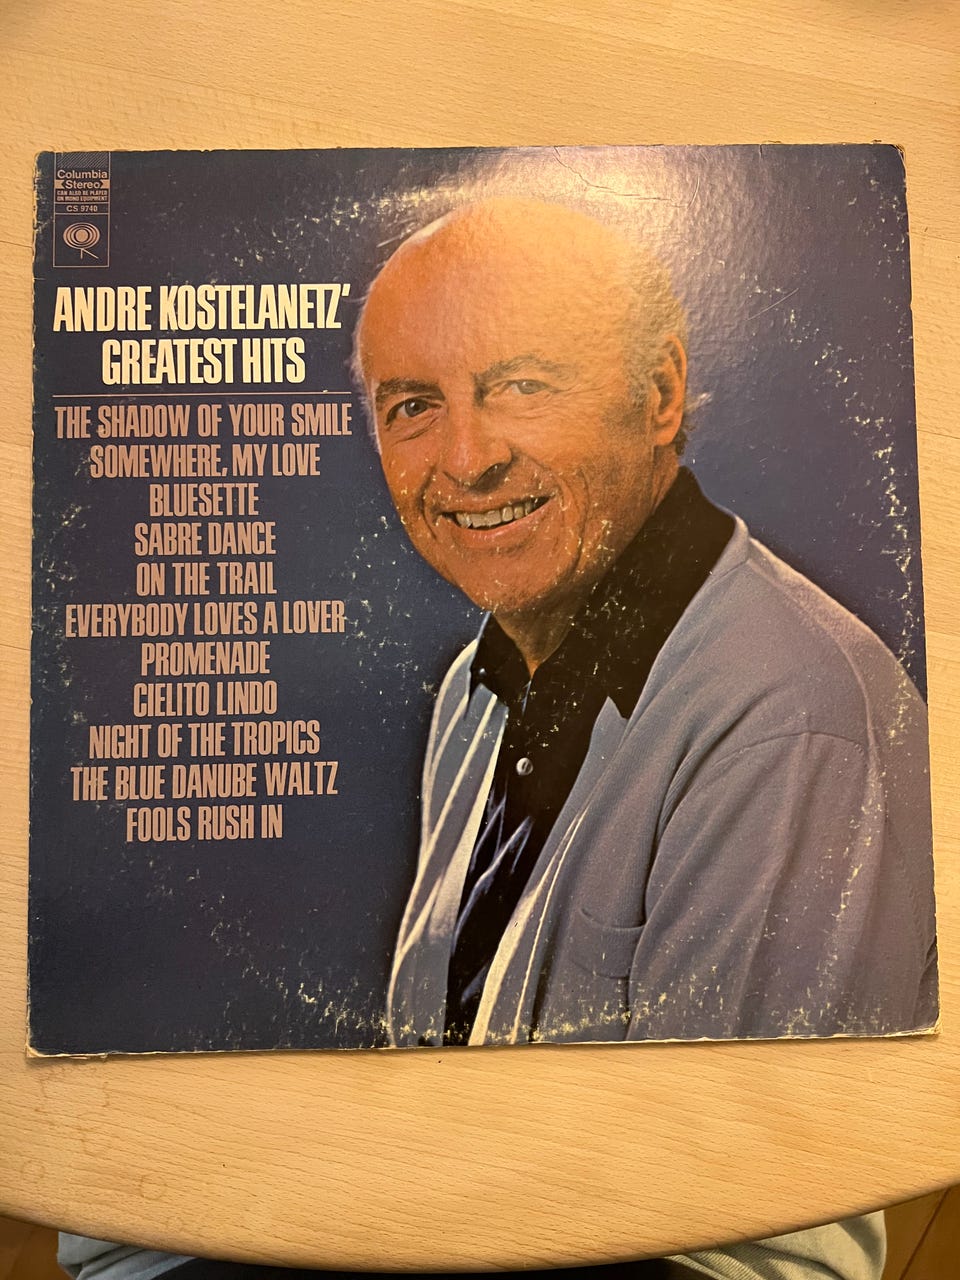 Columbia
Stereo
CAN ALSO BE PLAYED
ON MONO EQUIPMENT
CS 9740
ANDRE KOSTELANETZ'
GREATEST HITS
THE SHADOW OF YOUR SMILE
SOMEWHERE, MY LOVE
BLUESETTE
SABRE DANCE
ON THE TRAIL
EVERYBODY LOVES A LOVER
PROMENADE
CIELITO LINDO
NIGHT OF THE TROPICS
THE BLUE DANUBE WALTZ
FOOLS RUSH IN